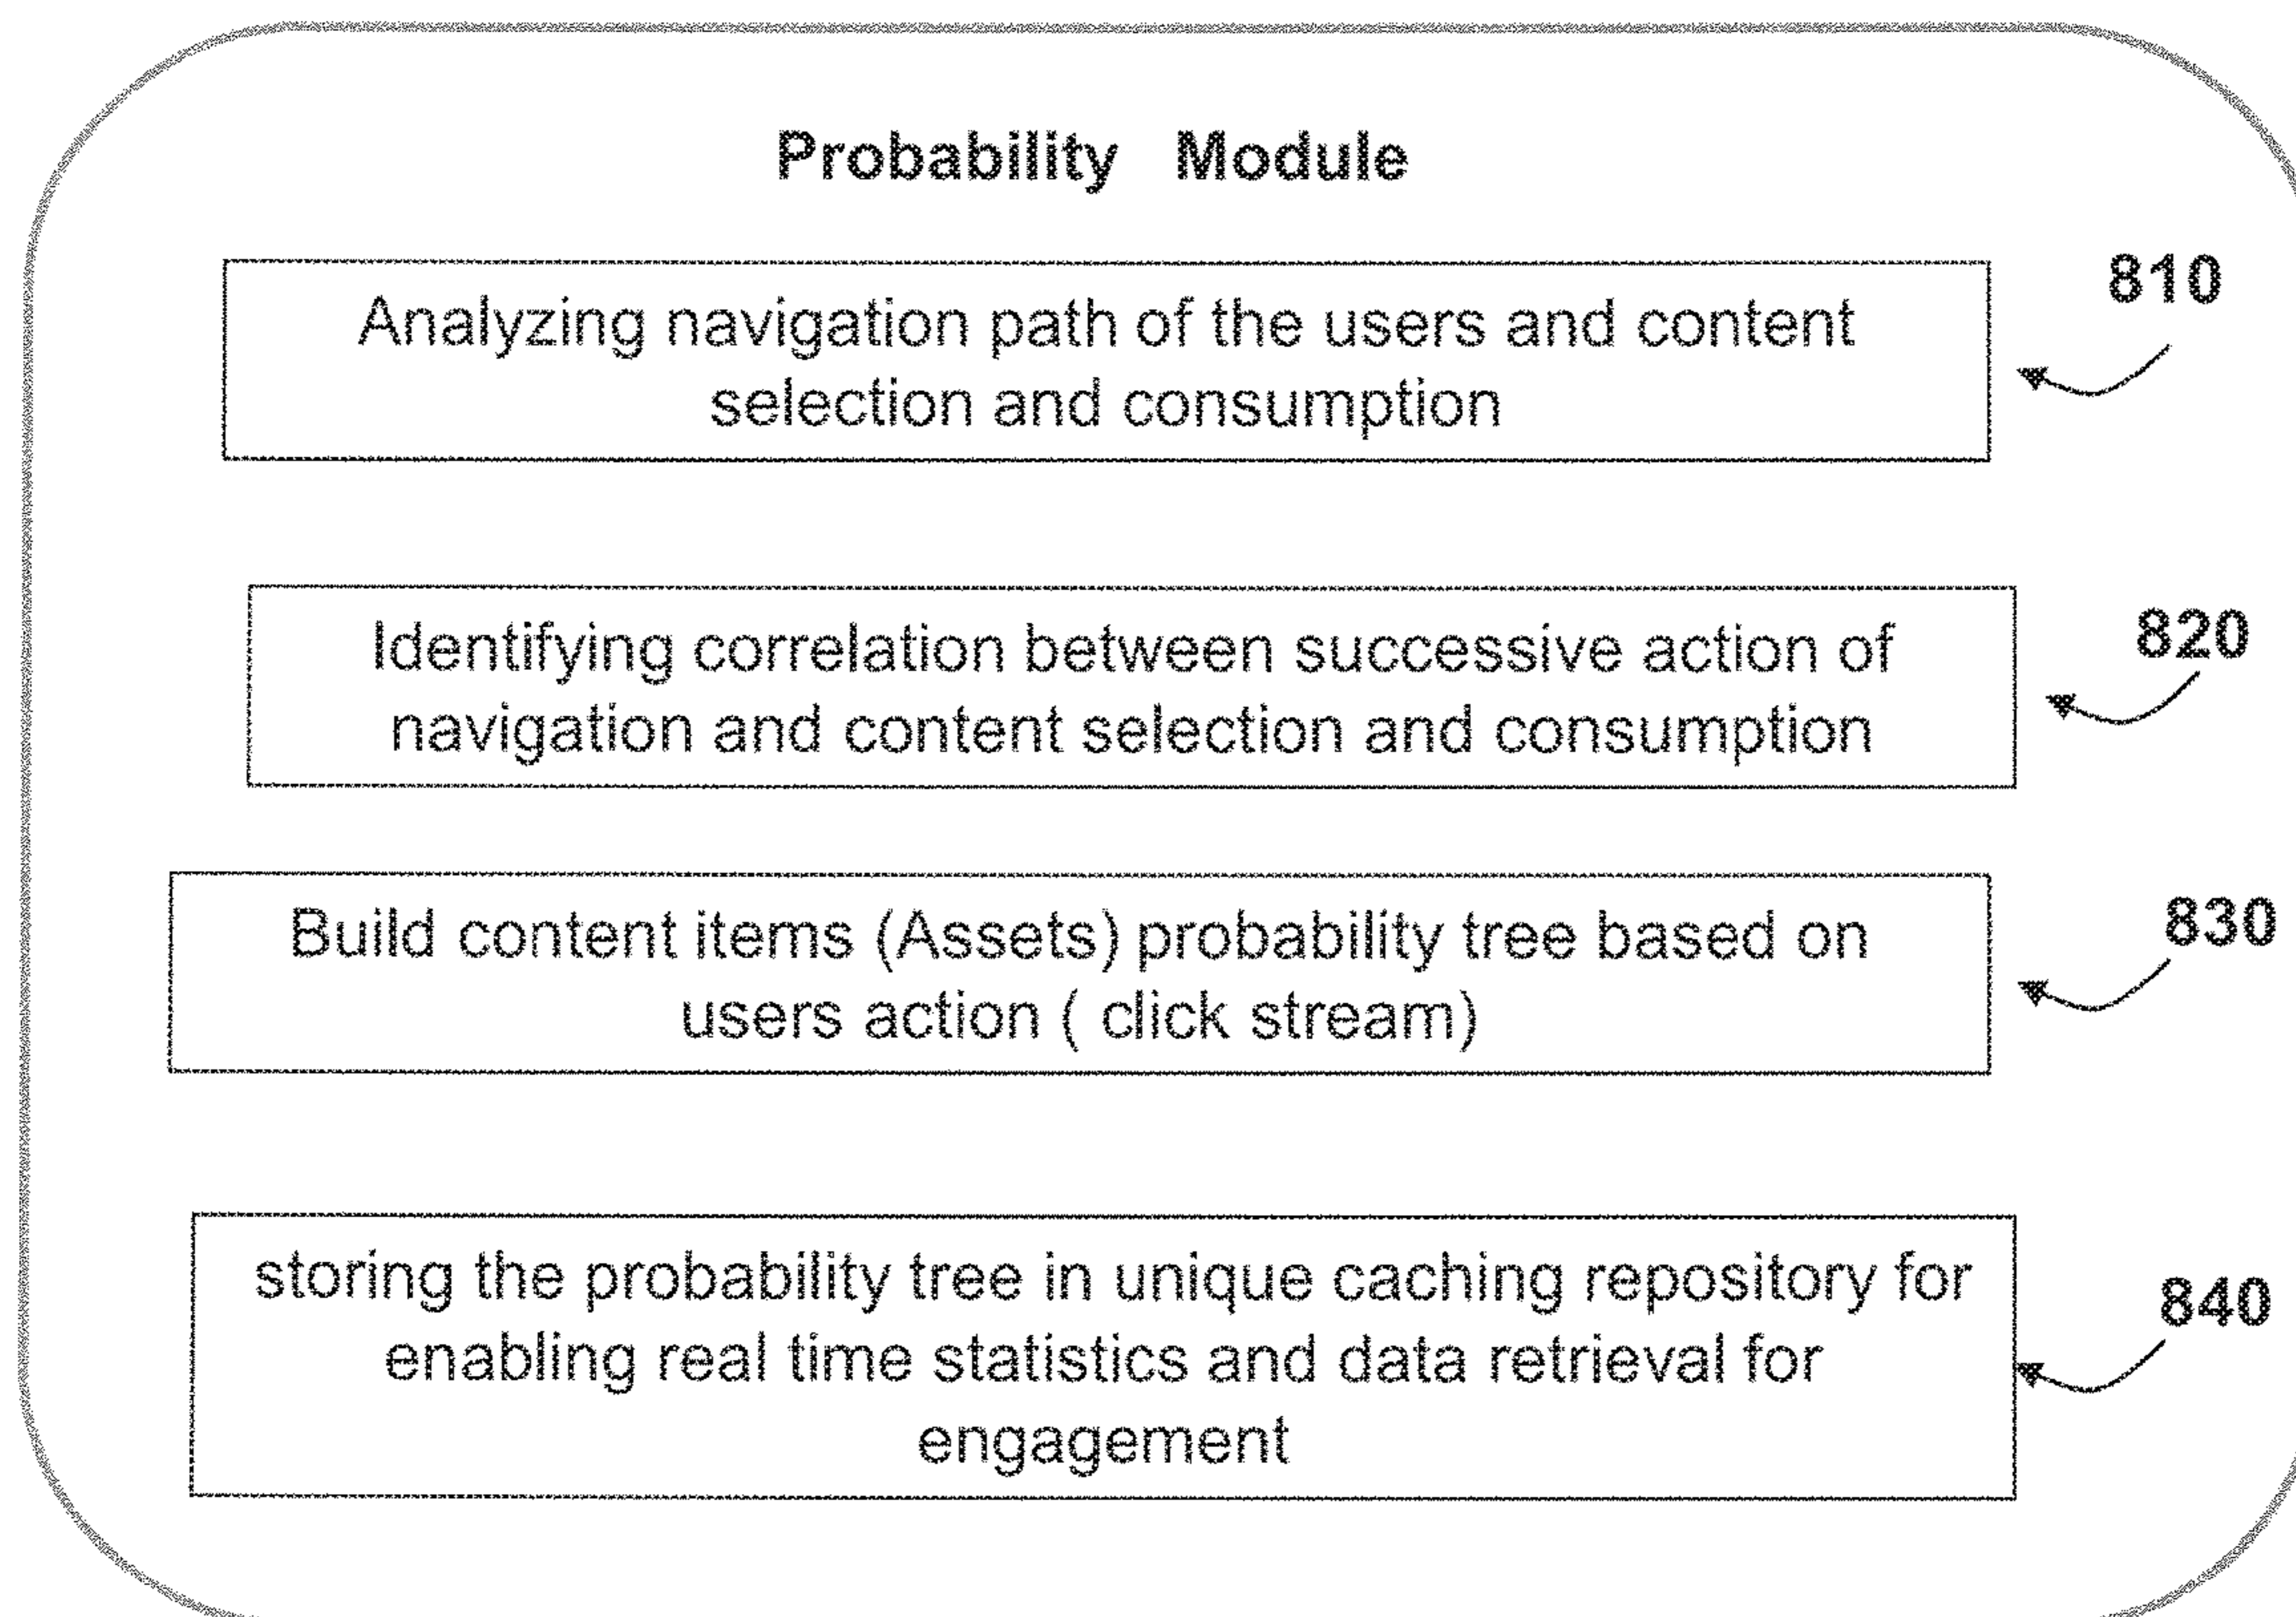 Probability Module
810
Analyzing navigation path of the users and content
selection and consumption
820
Identifying correlation between successive action of
navigation and content selection and consumption
830
Build content items (Assets) probability tree based on
users action ( click stream)
840
storing the probability tree in unique caching repository for
enabling real time statistics and data retrieval for
engagement